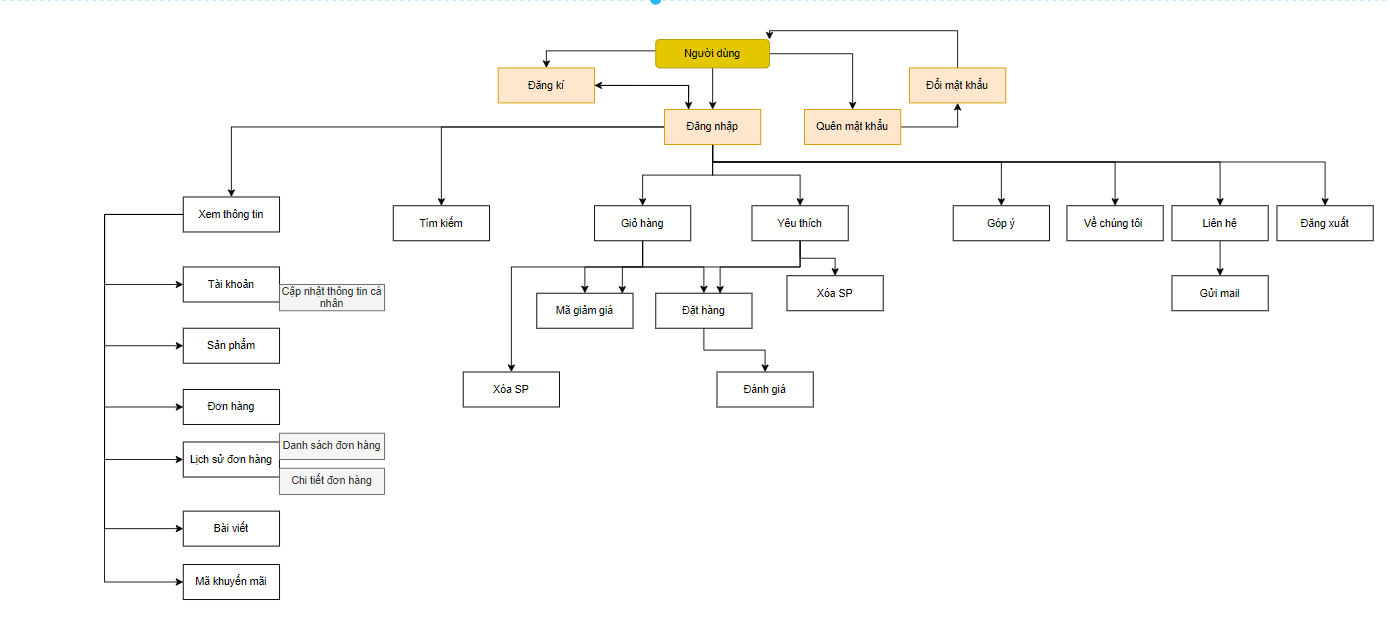 Người dùng
Đăng kí
Đổi mật khẩu
Đăng nhập
Quên mật khẩu
Xem thông tin
Tìm kiếm
Giỏ hàng
Yêu thích
Góp ý
Về chúng tôi
Liên hệ
Đăng xuất
Tài khoản
Cập nhật thông tin cá
nhân
Mã giảm giá
Đặt hàng
Xóa SP
Gửi mail
Sản phẩm
Xóa SP
Đánh giá
Đơn hàng
Danh sách đơn hàng
Lịch sử đơn hàng
Chi tiết đơn hàng
Bài viết
Mã khuyến mãi